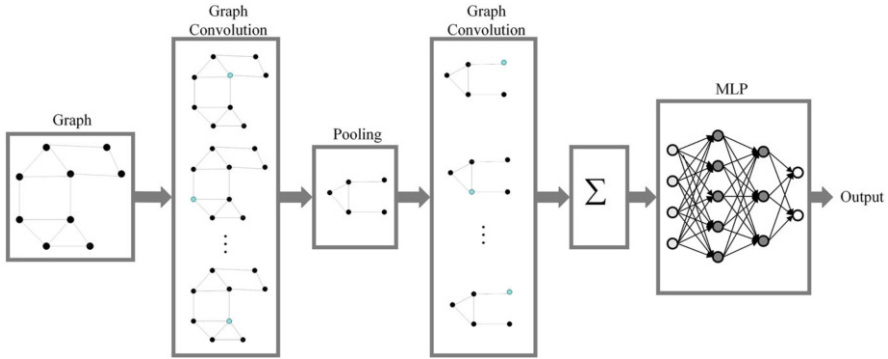 Graph
Graph
Convolution
Pooling
Graph
Convolution
Σ
MLP
Output